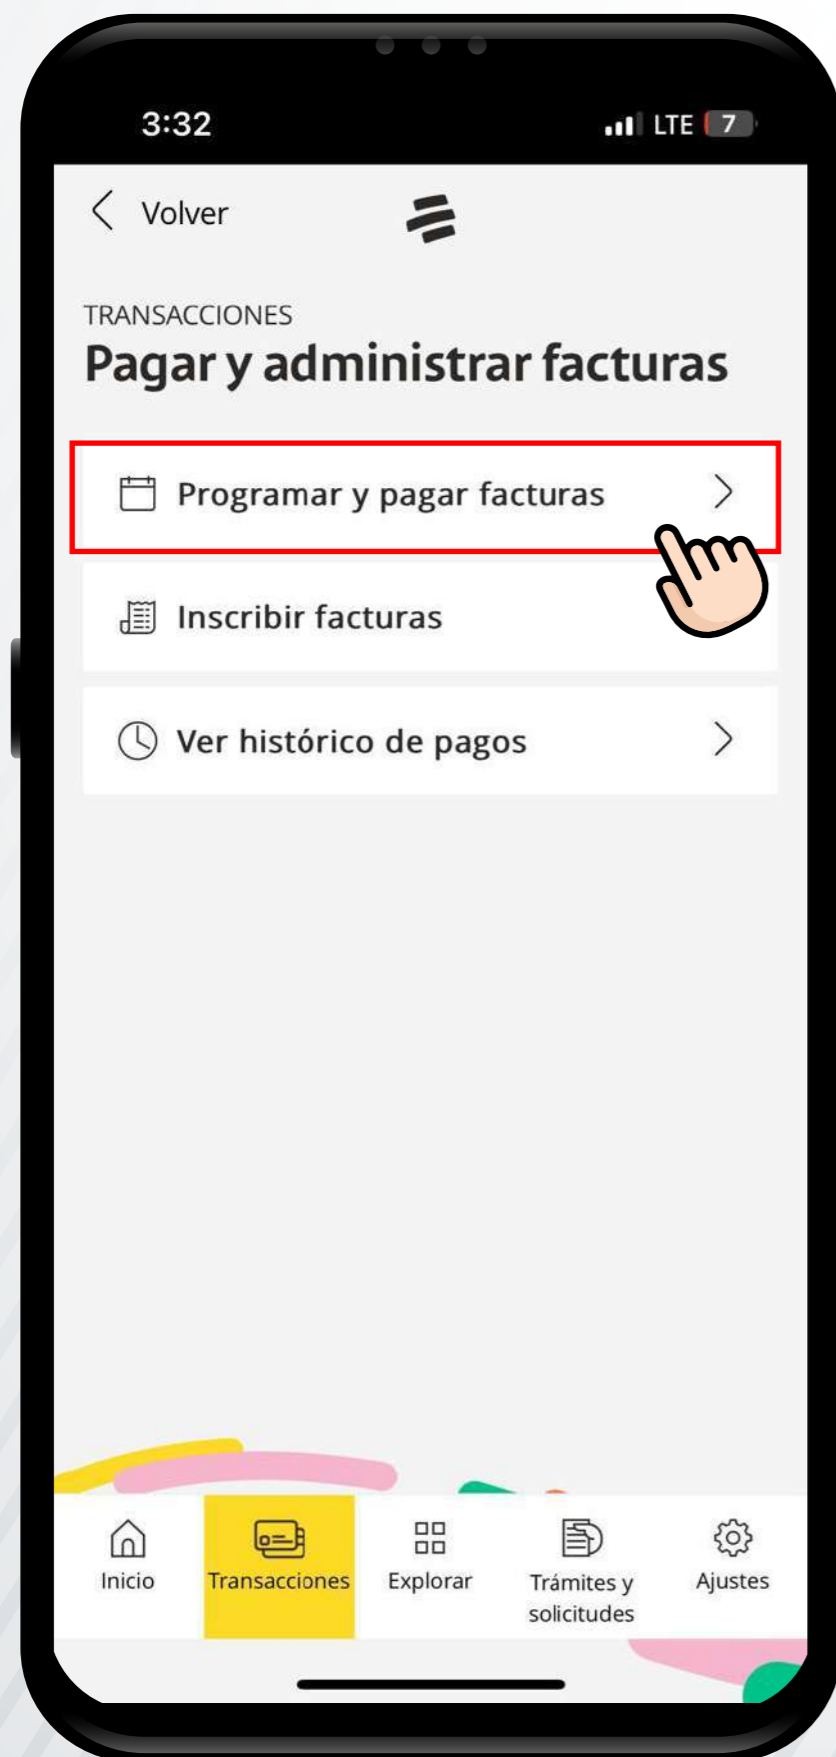 3:32
LTE 7
Volver
TRANSACCIONES
Pagar y administrar facturas
Programar y pagar facturas
Inscribir facturas
Ver histórico de pagos
Inicio
Transacciones
Explorar
Trámites y
solicitudes
Ajustes